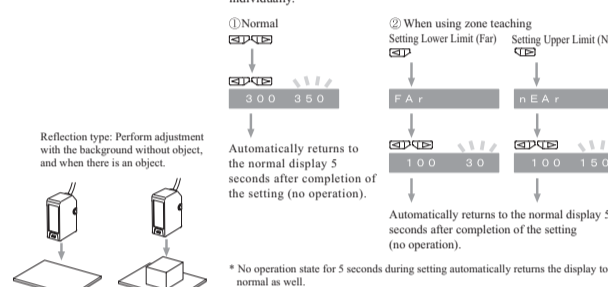 individually.
①Normal
300 350
Automatically returns to
the normal display 5
seconds after completion of
the setting (no operation).
② When using zone teaching
Setting Lower Limit (Far) Setting Upper Limit (N
FAr nEAr
100 30 100 150
Automatically returns to the normal display 5
seconds after completion of the setting
(no operation).
Reflection type: Perform adjustment
with the background without object,
and when there is an object.
* No operation state for 5 seconds during setting automatically returns the display to
normal as well.